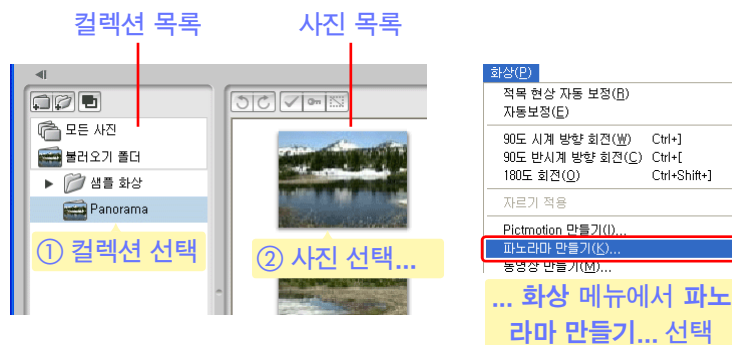 컬렉션 목록
사진 목록
모든 사진
불러오기 폴더
샘플 화상
Panorama
① 컬렉션 선택
② 사진 선택...
화상(P)
적목 현상 자동 보정(R)
자동보정(E)
90도 시계 방향 회전(W) Ctrl+]
90도 반시계 방향 회전(C) Ctrl+[
180도 회전(O) Ctrl+Shift+]
자르기 적용
Pictmotion 만들기(I)...
파노라마 만들기(K)...
동영상 만들기(M)...
... 화상 메뉴에서 파노
라마 만들기... 선택